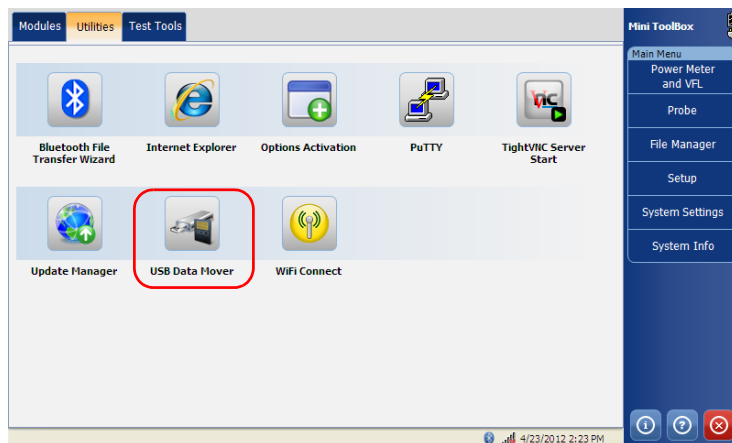 Modules Utilities Test Tools
Mini ToolBox
Main Menu
Power Meter
and VFL
Probe
File Manager
Setup
System Settings
System Info
Bluetooth File
Transfer Wizard
Internet Explorer
Options Activation
PuTTY
TightVNC Server
Start
Update Manager
USB Data Mover
WiFi Connect
4/23/2012 2:23 PM